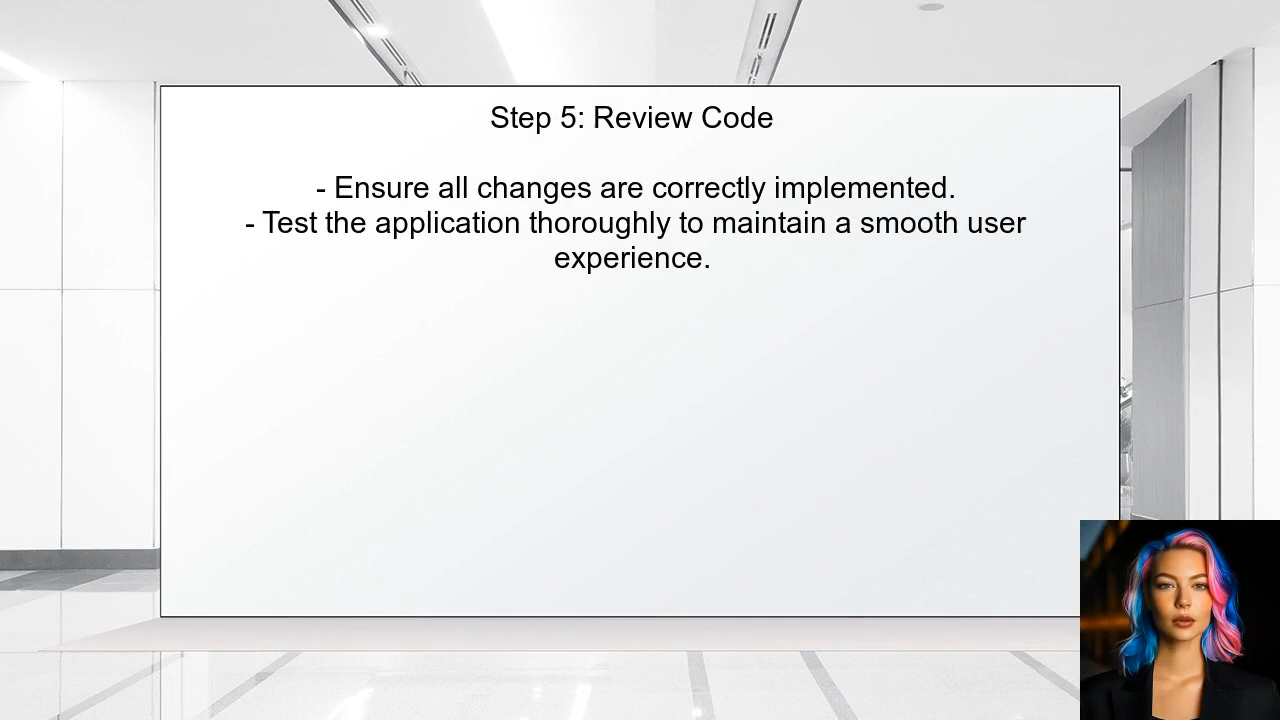 Step 5: Review Code
- Ensure all changes are correctly implemented.
- Test the application thoroughly to maintain a smooth user
experience.